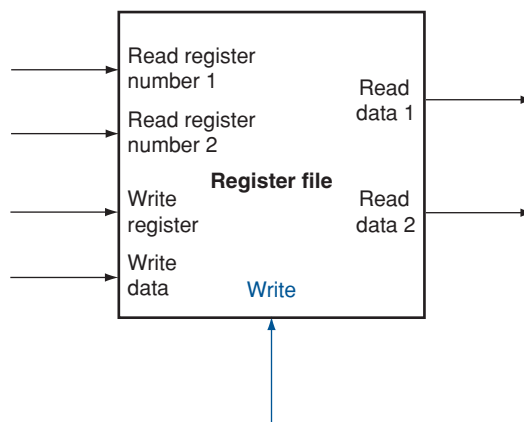 Read register
number 1
Read register
number 2
Write
register
Write
data
Register file
Write
Read
data 1
Read
data 2